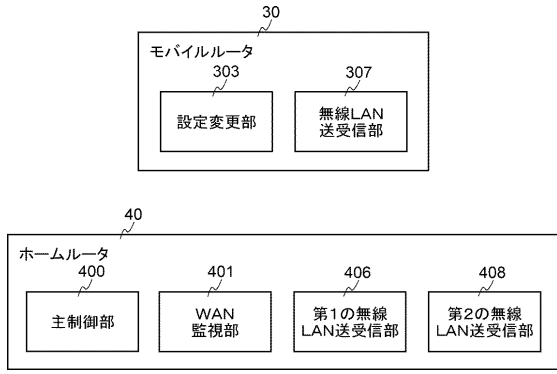 30
モバイルルータ
303
307
設定変更部
無線LAN
送受信部
40
ホームルータ
400
401
406
408
主制御部
WAN
監視部
第1の無線
LAN送受信部
第2の無線
LAN送受信部